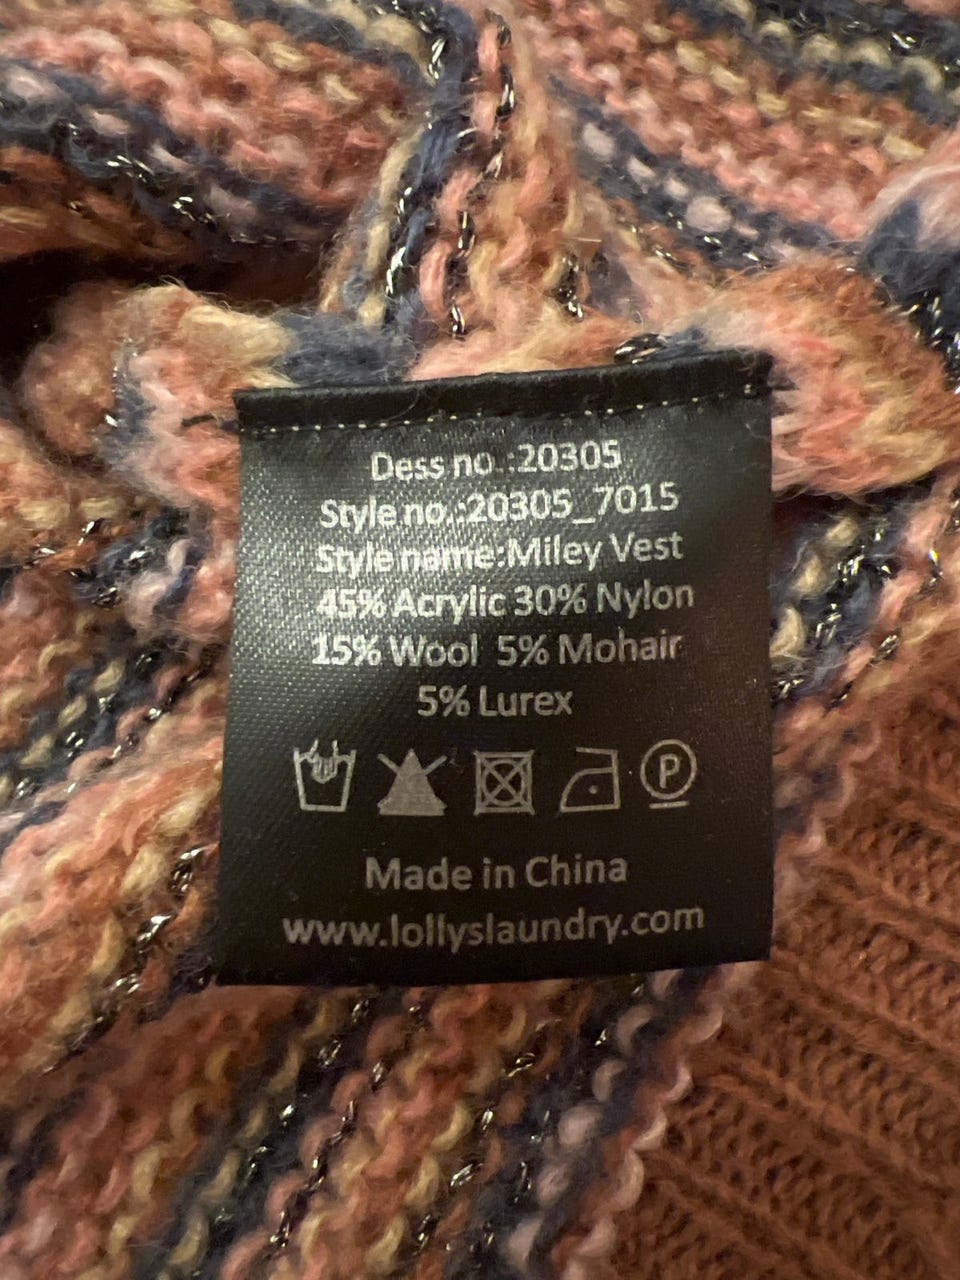 Dess no.:20305
Style no.:20305_7015
Style name:Miley Vest
45% Acrylic 30% Nylon
15% Wool 5% Mohair
5% Lurex
P
Made in China
www.lollyslaundry.com